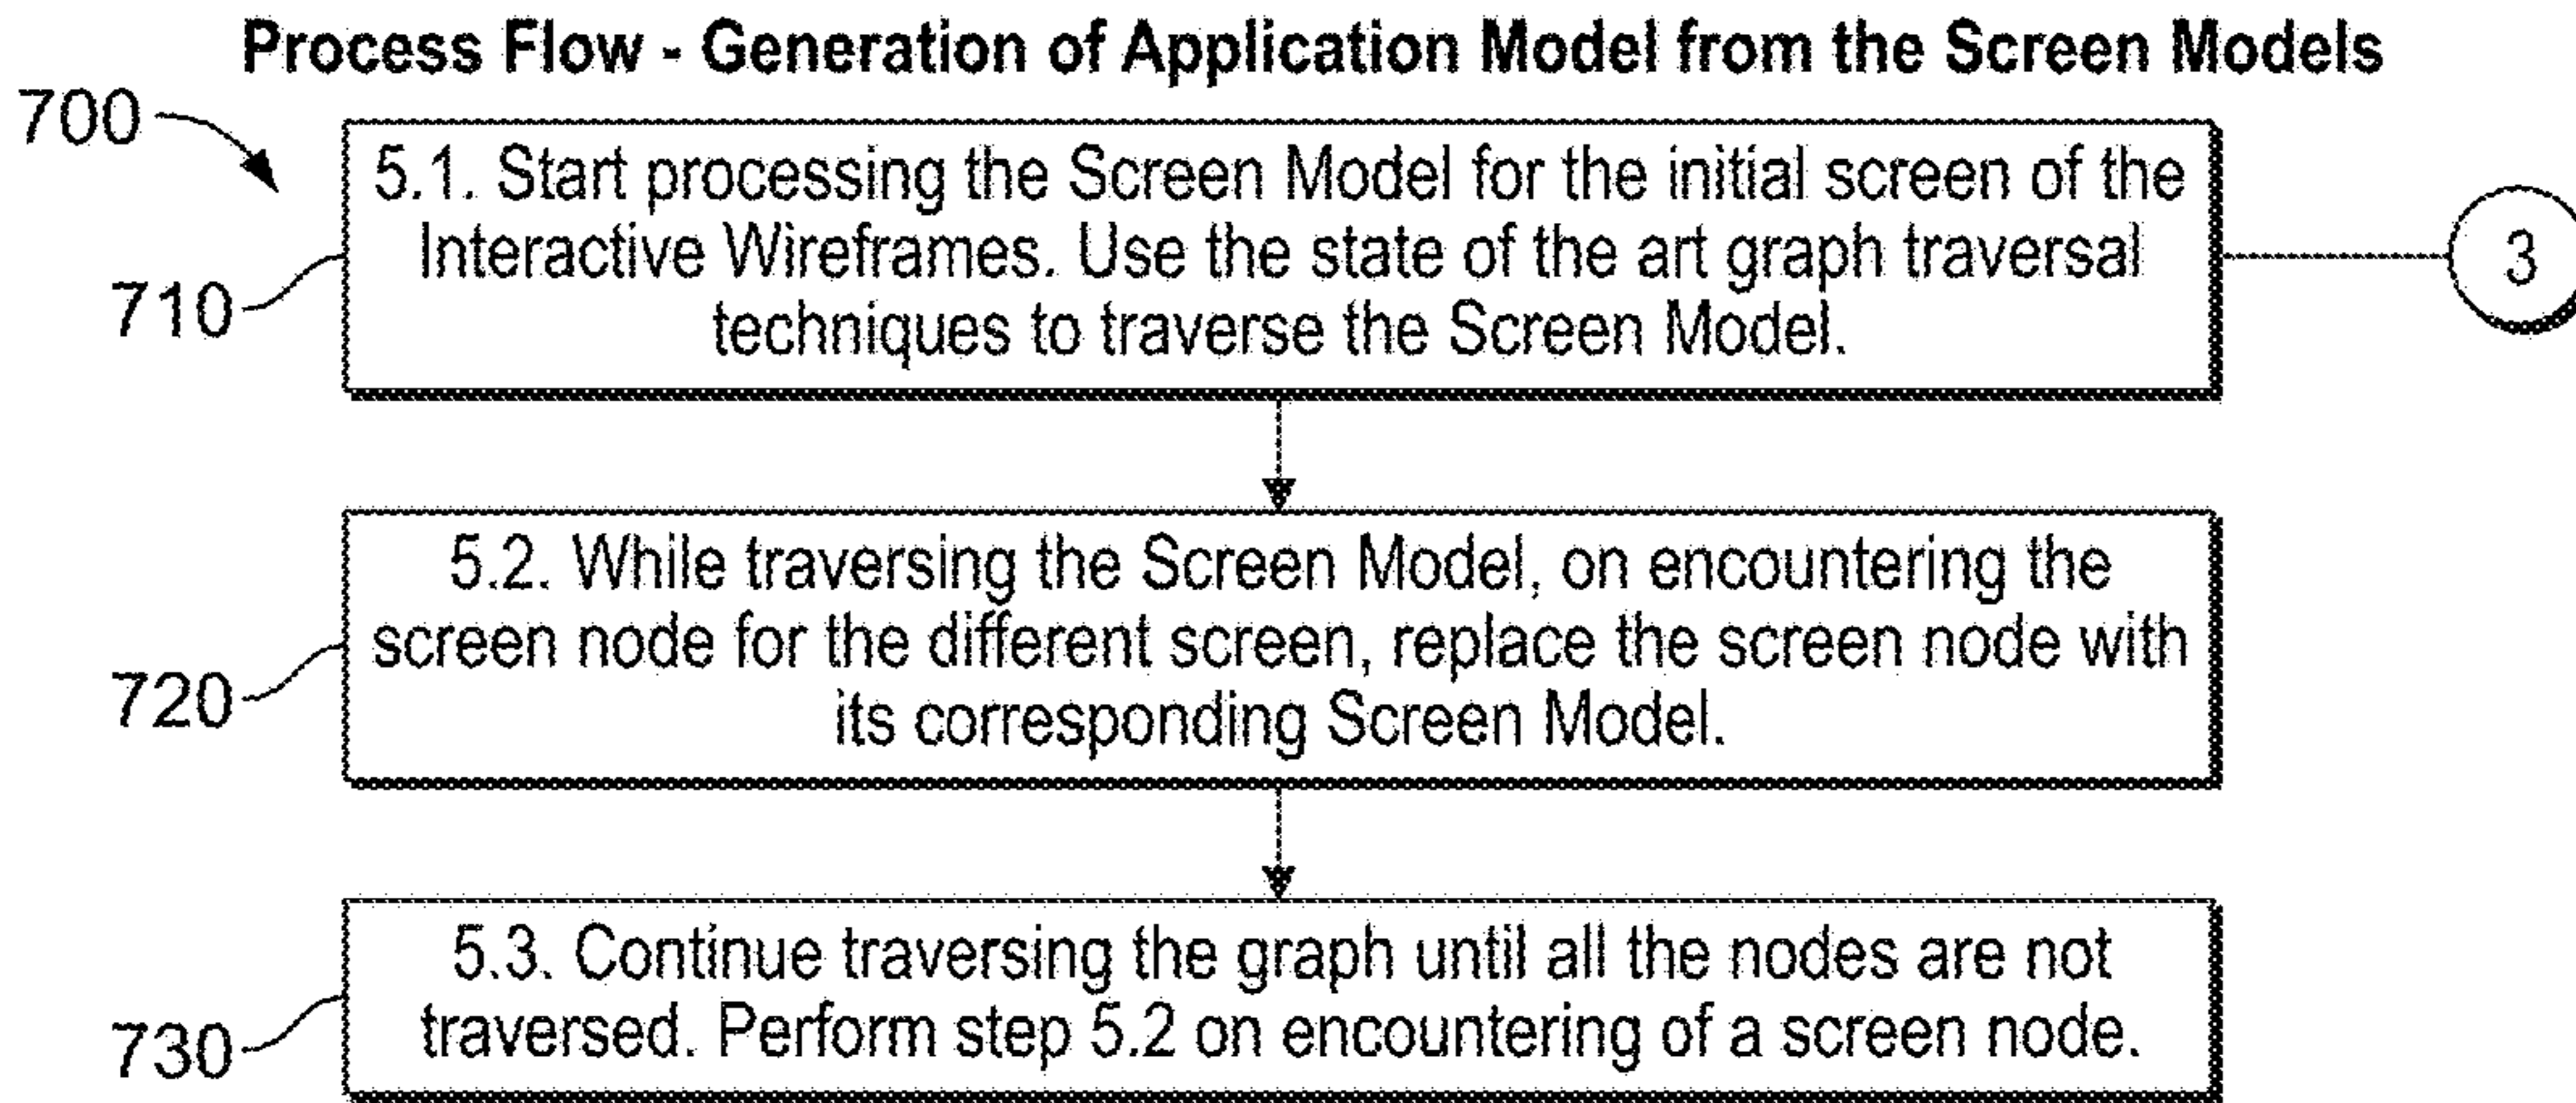 Process Flow - Generation of Application Model from the Screen Models
700
5.1. Start processing the Screen Model for the initial screen of the
Interactive Wireframes. Use the state of the art graph traversal
techniques to traverse the Screen Model.
710
3
5.2. While traversing the Screen Model, on encountering the
screen node for the different screen, replace the screen node with
its corresponding Screen Model.
720
5.3. Continue traversing the graph until all the nodes are not
traversed. Perform step 5.2 on encountering of a screen node.
730